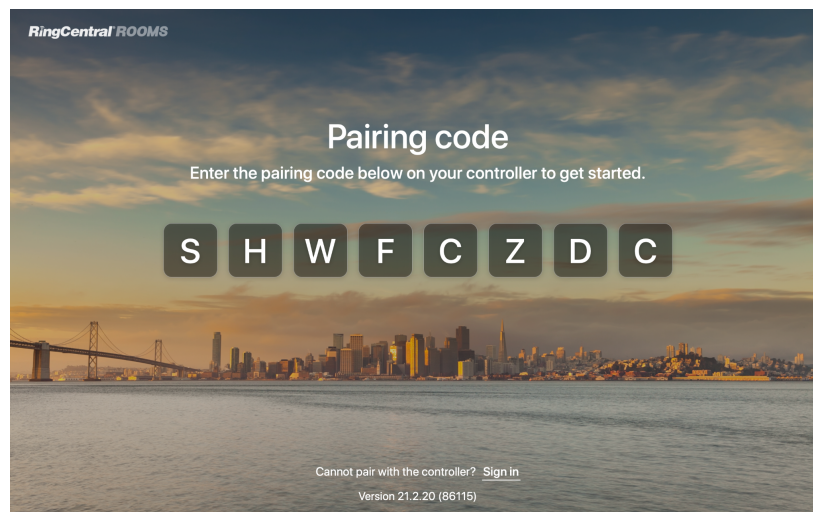 RingCentral ROOMS
Pairing code
Enter the pairing code below on your controller to get started.
S H W F C Z D C
Cannot pair with the controller? Sign in
Version 21.2.20 (86115)